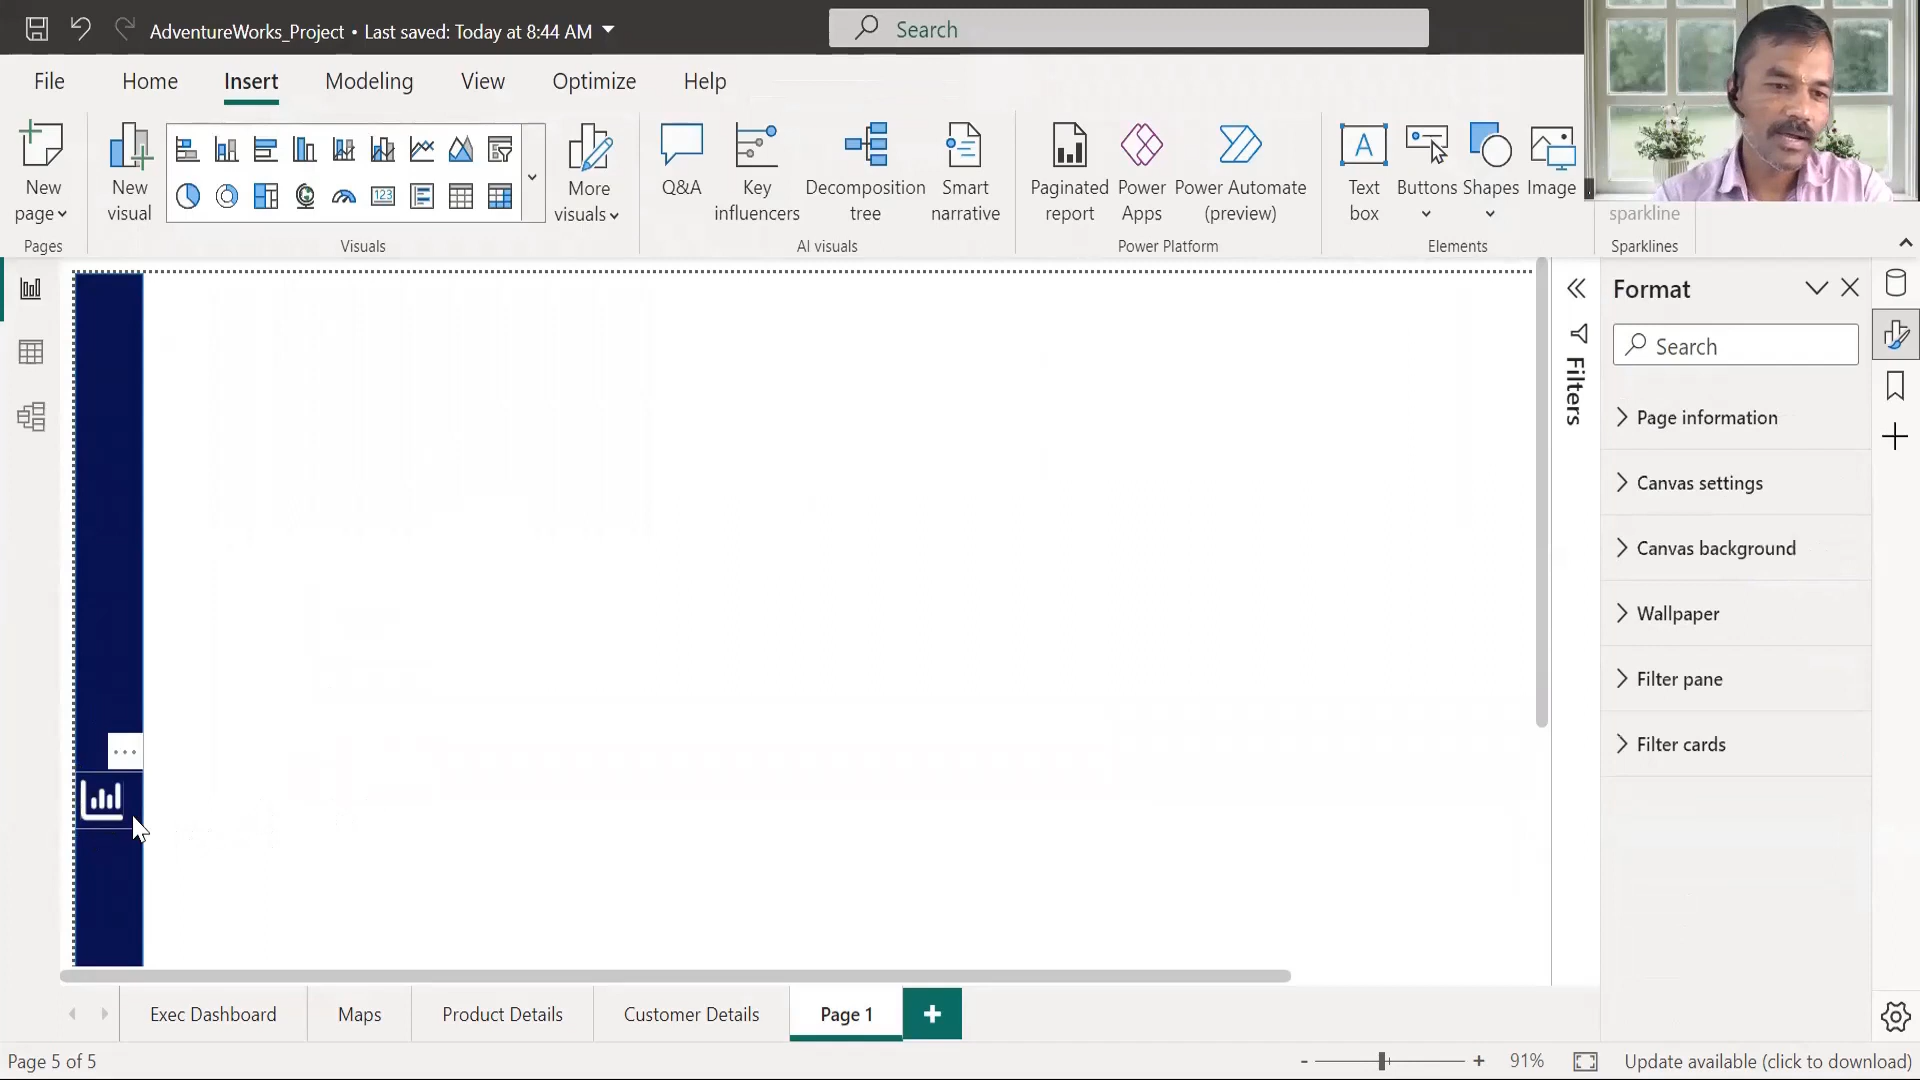 AdventureWorks_Project • Last saved: Today at 8:44 AM
Search
File Home Insert Modeling View Optimize Help
New page
New visual
123
More visuals
Q&A
Key influencers
Decomposition tree
Smart narrative
Paginated report
Power Apps
Power Automate (preview)
A
Text box
Buttons
Shapes
Image
sparkline
Pages
Visuals
AI visuals
Power Platform
Elements
Sparklines
Filters
Format
Search
Page information
Canvas settings
Canvas background
Wallpaper
Filter pane
Filter cards
...
Exec Dashboard Maps Product Details Customer Details Page 1 +
Page 5 of 5
- + 91%
Update available (click to download)